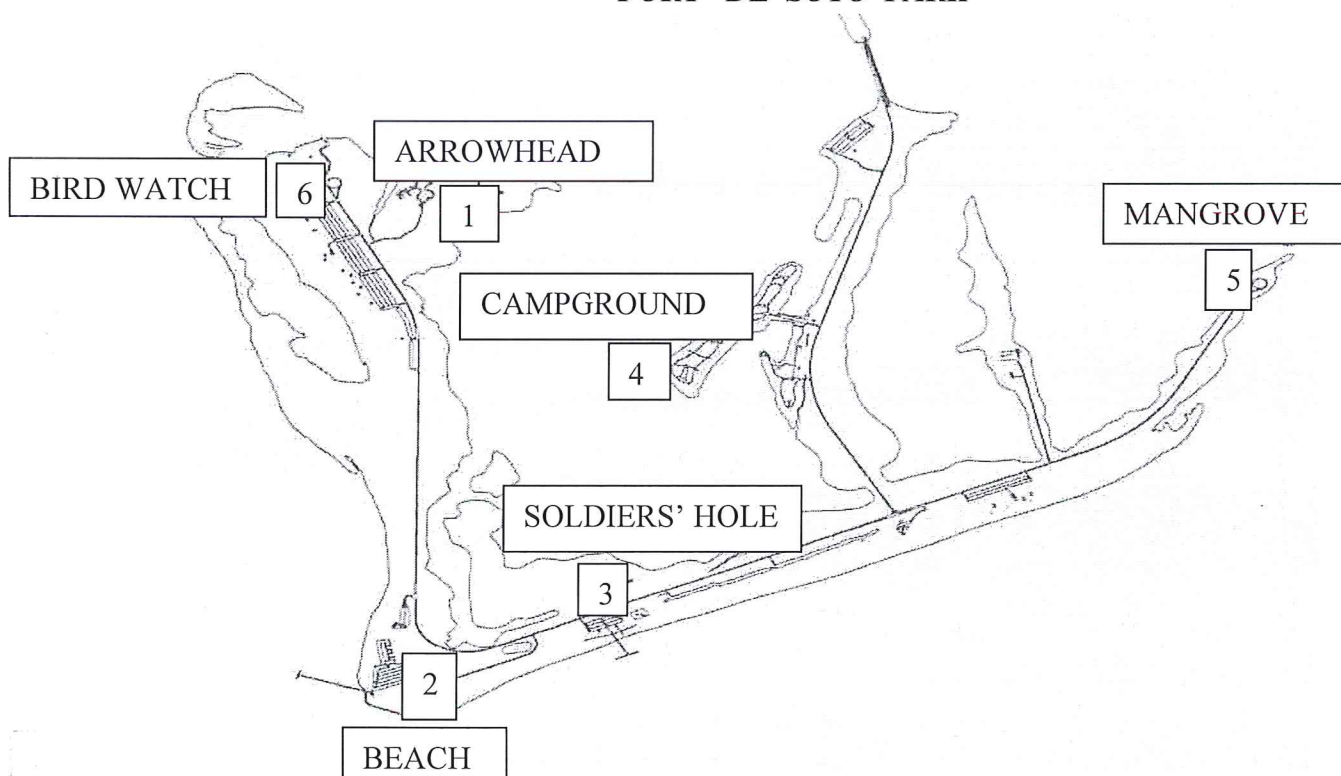 ARROWHEAD
BIRD WATCH
6
1
MANGROVE
5
CAMPGROUND
4
SOLDIERS' HOLE
3
2
BEACH